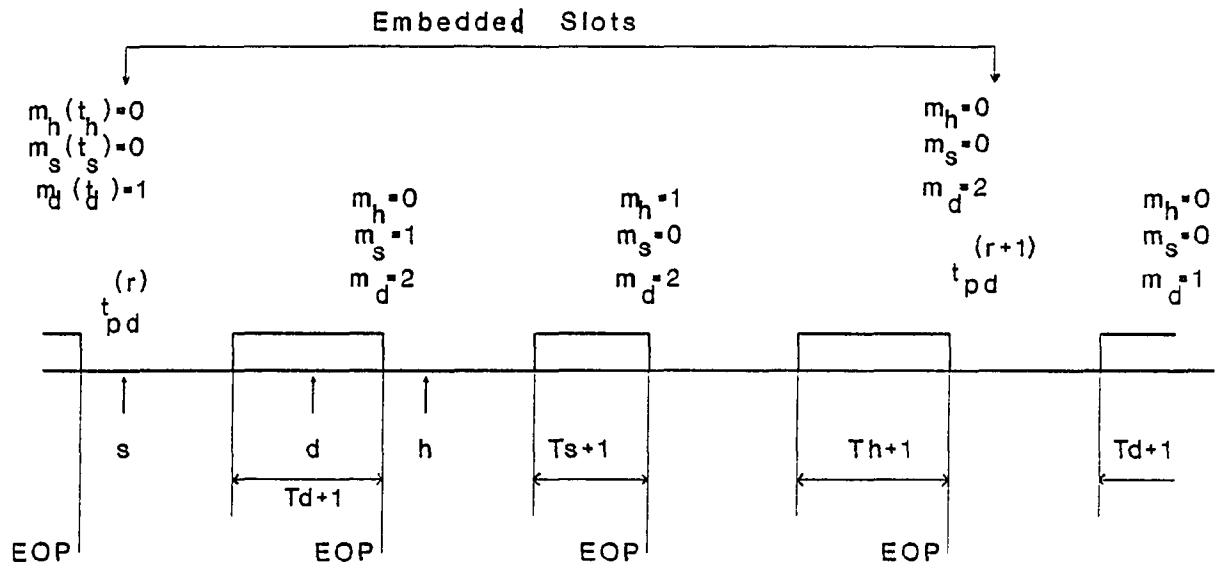 Embedded Slots
m_h(t_h)=0
m_s(t_s)=0
m_d(t_d)=1
m_h=0
m_s=0
m_d=2
m_h=0
m_s=1
m_d=2
m_h=1
m_s=0
m_d=2
m_h=0
m_s=0
m_d=1
t_pd^(r)
t_pd^(r+1)
s
d
h
Ts+1
Th+1
Td+1
Td+1
EOP
EOP
EOP
EOP